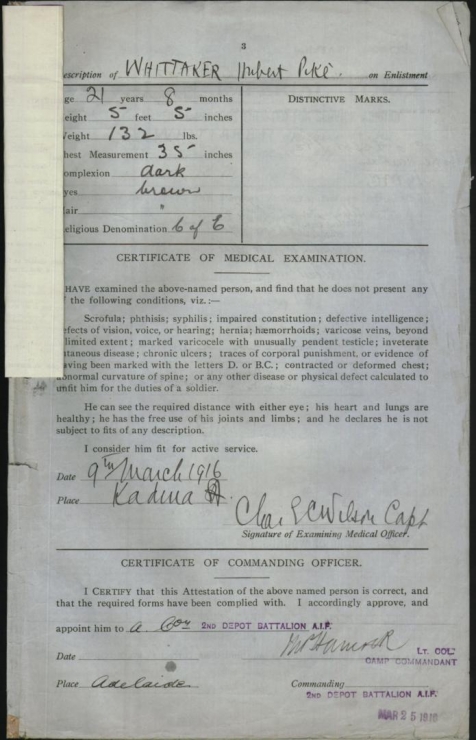 3
escription of WHITTAKER Hubert Pike. on Enlistment
ge 21 years 8 months
eight 5 feet 5 inches
Weight 132 lbs.
hest Measurement 35 inches
omplexion dark
yes brown
air "
eligious Denomination C of E
DISTINCTIVE MARKS.
CERTIFICATE OF MEDICAL EXAMINATION.
HAVE examined the above-named person, and find that he does not present any
f the following conditions, viz.:—
Scrofula; phthisis; syphilis; impaired constitution; defective intelligence;
efects of vision, voice, or hearing; hernia; hæmorrhoids; varicose veins, beyond
limited extent; marked varicocele with unusually pendent testicle; inveterate
utaneous disease; chronic ulcers; traces of corporal punishment, or evidence of
aving been marked with the letters D. or B.C.; contracted or deformed chest;
abnormal curvature of spine; or any other disease or physical defect calculated to
unfit him for the duties of a soldier.
He can see the required distance with either eye; his heart and lungs are
healthy; he has the free use of his joints and limbs; and he declares he is not
subject to fits of any description.
I consider him fit for active service.
Date 9th March 1916
Place Kadina
Chas Wilson Capt
Signature of Examining Medical Officer.
CERTIFICATE OF COMMANDING OFFICER.
I CERTIFY that this Attestation of the above named person is correct, and
that the required forms have been complied with. I accordingly approve, and
appoint him to A. Coy 2ND DEPOT BATTALION A.I.F.
Date
LT. COL.
CAMP COMMANDANT
Place Adelaide Commanding
2ND DEPOT BATTALION A.I.F.
MAR 25 1916